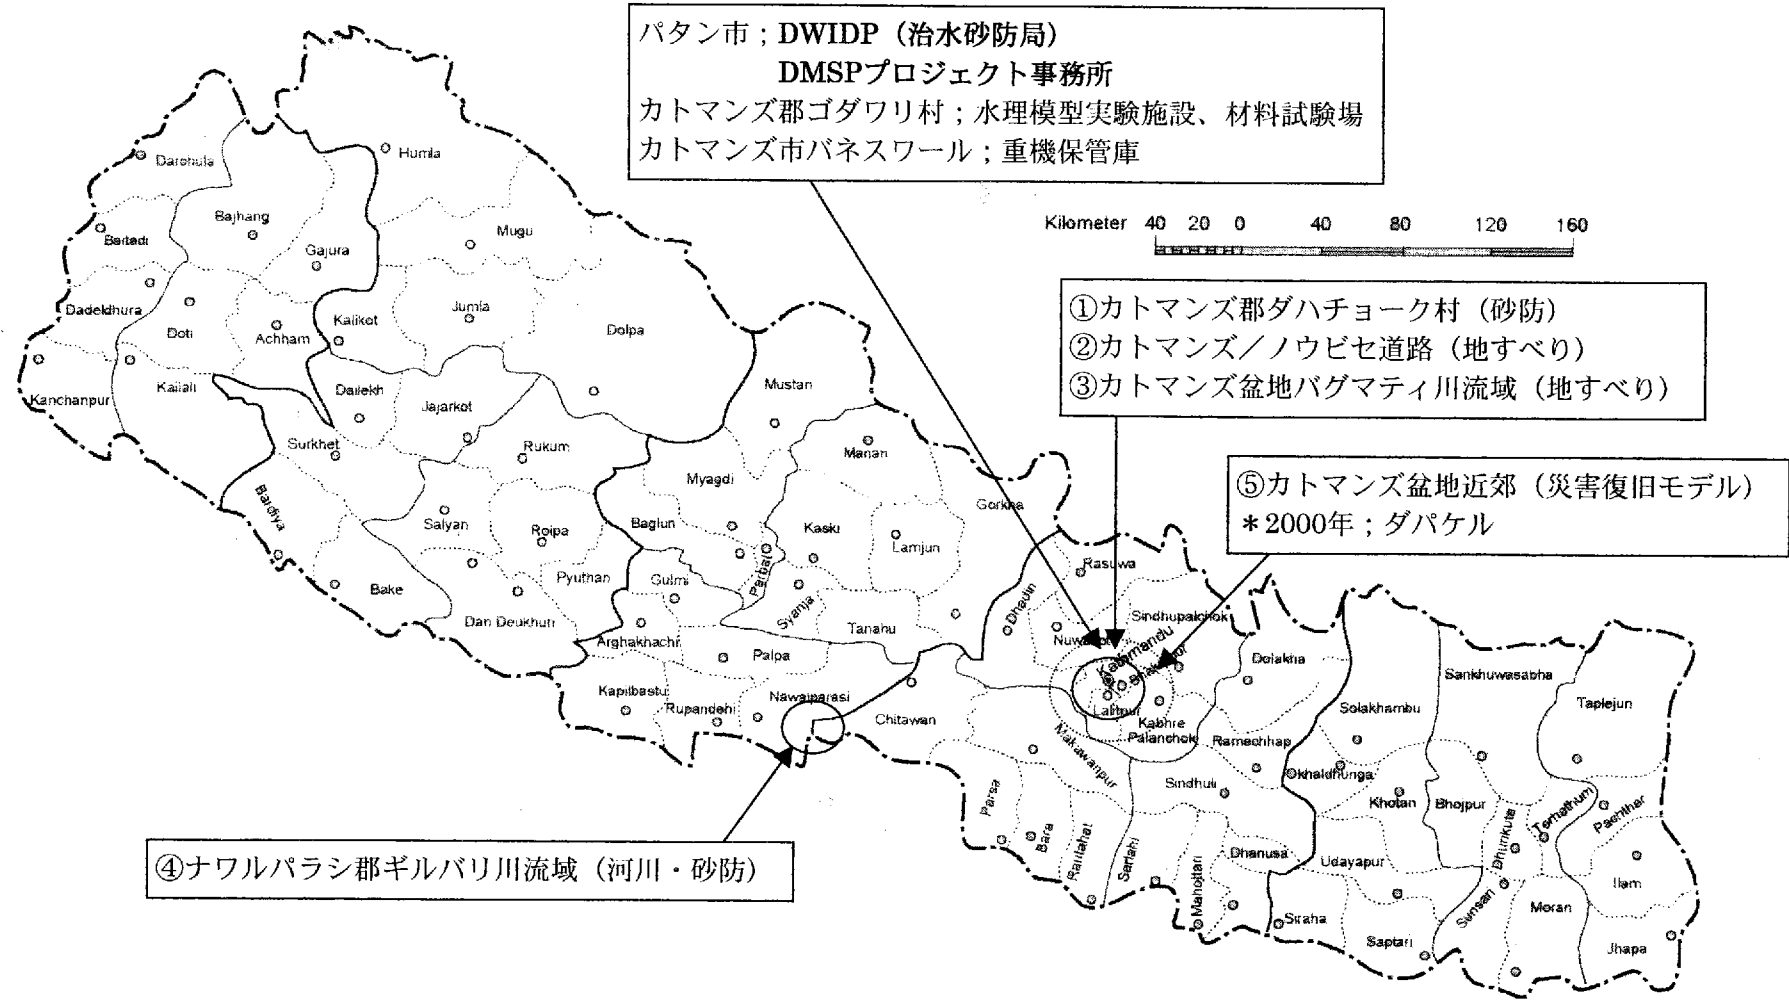 パタン市；DWIDP（治水砂防局）
DMSPプロジェクト事務所
カトマンズ郡ゴダワリ村；水理模型実験施設、材料試験場
カトマンズ市バネスワール；重機保管庫
Kilometer 40 20 0 40 80 120 160
①カトマンズ郡ダハチョーク村（砂防）
②カトマンズ／ノウビセ道路（地すべり）
③カトマンズ盆地バグマティ川流域（地すべり）
⑤カトマンズ盆地近郊（災害復旧モデル）
＊2000年；ダパケル
④ナワルパラシ郡ギルバリ川流域（河川・砂防）
Darchula
Humla
Bajhang
Baitadi
Gajura
Mugu
Dadeldhura
Doti
Achham
Kalikot
Jumla
Dolpa
Kanchanpur
Kailali
Dailekh
Jajarkot
Mustan
Surkhet
Rukum
Manan
Myagdi
Bardiya
Salyan
Rolpa
Baglun
Kaski
Gorkha
Lamjun
Bake
Pyuthan
Gulmi
Parbat
Rasuwa
Dhadin
Dan Deukhuri
Arghakhachi
Syanja
Tanahu
Sindhupalchok
Palpa
Kathmandu
Bhaktapur
Dolakha
Kapilbastu
Rupandehi
Nawalparasi
Chitawan
Lalitpur
Kabhre
Palanchok
Ramechhap
Solakhambu
Sankhuwasabha
Taplejun
Makawanpur
Sindhuli
Okhaldhunga
Khotan
Bhojpur
Terhathum
Pachthar
Parsa
Bara
Rautahat
Sarlahi
Mahottari
Dhanusa
Udayapur
Dhankuta
Ilam
Siraha
Saptari
Sunsari
Moran
Jhapa